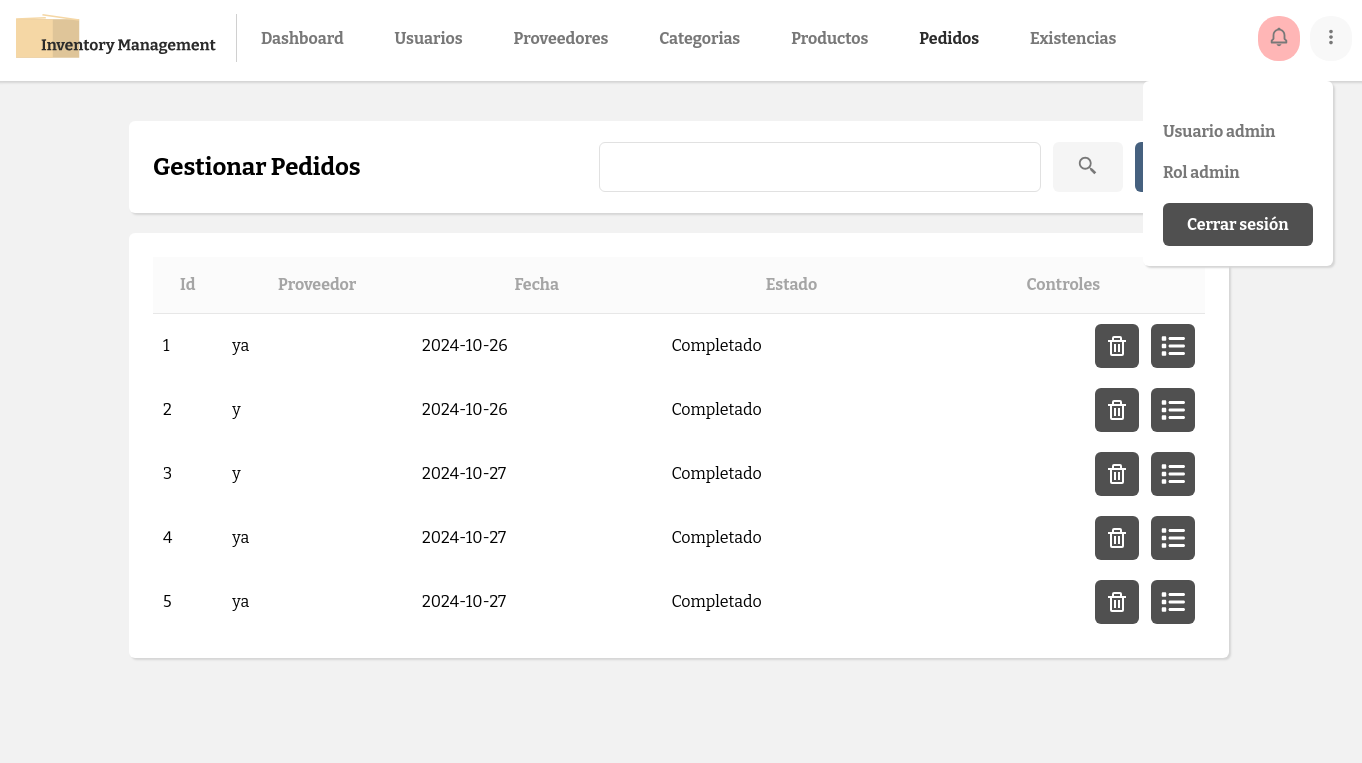 Inventory Management
Dashboard Usuarios Proveedores Categorias Productos Pedidos Existencias
Usuario admin
Rol admin
Cerrar sesión
Gestionar Pedidos
Id Proveedor Fecha Estado Controles
1 ya 2024-10-26 Completado
2 y 2024-10-26 Completado
3 y 2024-10-27 Completado
4 ya 2024-10-27 Completado
5 ya 2024-10-27 Completado